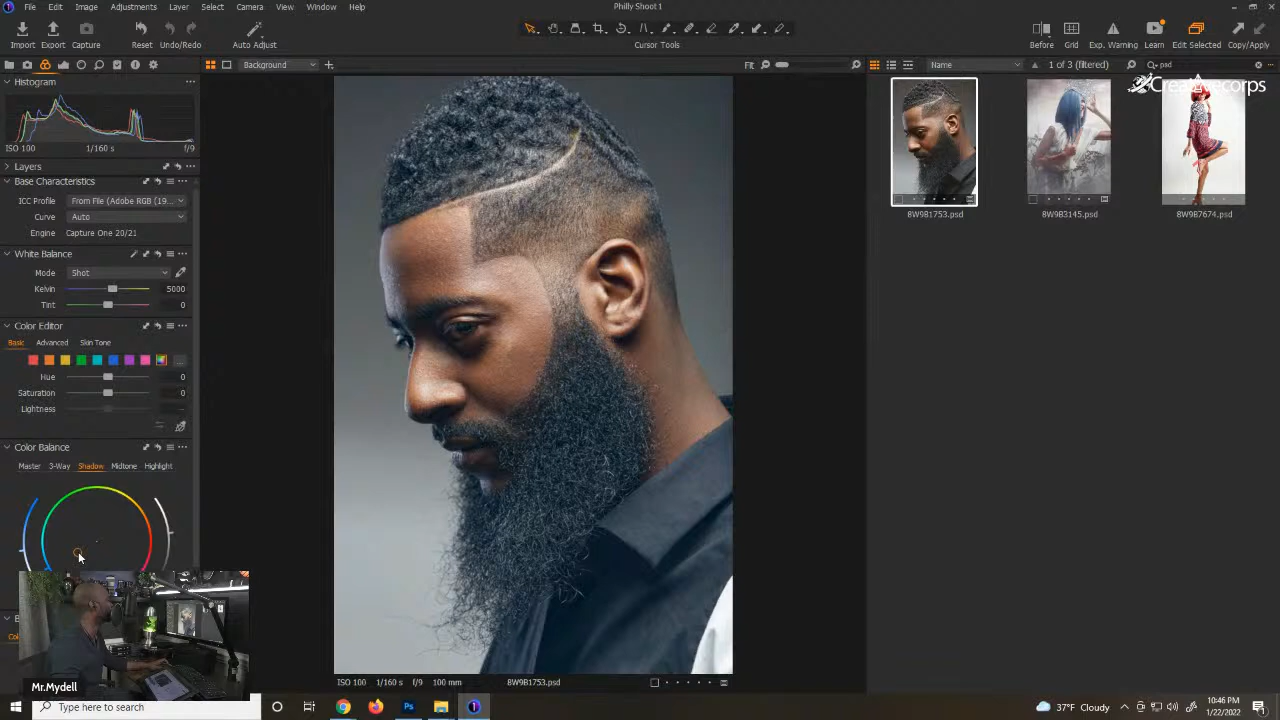 File Edit Image Adjustments Layer Select Camera View Window Help
Philly Shoot1
Import Export Capture Reset Undo/Redo Auto Adjust
Cursor Tools
Before Grid Exp. Warning Learn Edit Selected Copy/Apply
Background
Fit
Name
1 of 3 (filtered)
psd
Creativecorps
Histogram
ISO 100 1/160 s f/9
Layers
Base Characteristics
ICC Profile From File (Adobe RGB (19...
Curve Auto
Engine Capture One 20/21
White Balance
Mode Shot
Kelvin 5000
Tint 0
Color Editor
Basic Advanced Skin Tone
Hue 0
Saturation 0
Lightness
Color Balance
Master 3-Way Shadow Midtone Highlight
Mr.Mydell
ISO 100 1/160 s f/9 100 mm 8W9B1753.psd
8W9B1753.psd 8W9B3145.psd 8W9B7674.psd
Type here to search
Ps
37°F Cloudy
10:46 PM
1/22/2022